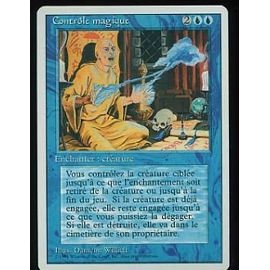 Contrôle magique 2
Enchanter : créature
Vous contrôlez la créature ciblée
jusqu'à ce que l'enchantement soit
retiré de la créature ou jusqu'à la
fin du jeu. Si la créature est déjà
engagée, elle reste engagée jusqu'à
ce que vous puissiez la dégager.
Si elle est détruite, elle va dans le
cimetière de son propriétaire.
Illus.